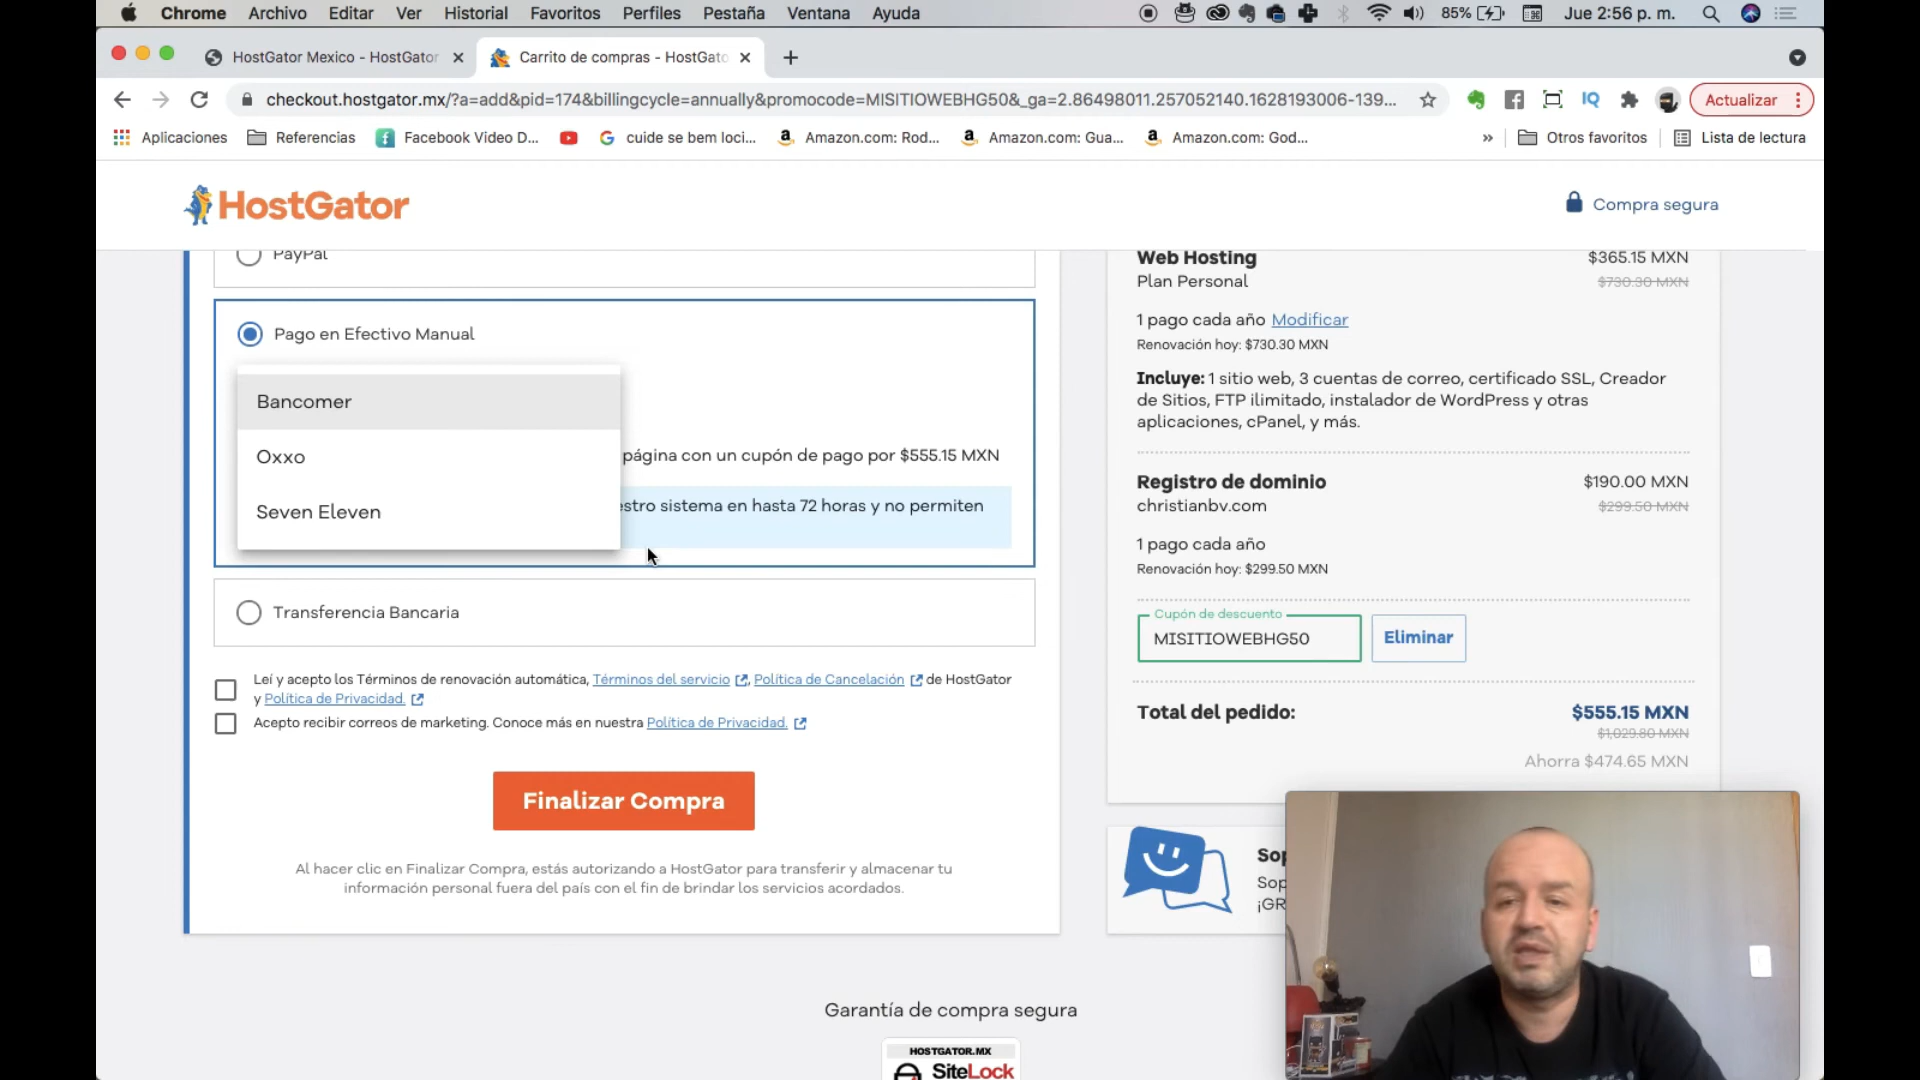 Chrome Archivo Editar Ver Historial Favoritos Perfiles Pestaña Ventana Ayuda 85% Jue 2:56 p. m.
HostGator Mexico - HostGator Carrito de compras - HostGato
checkout.hostgator.mx/?a=add&pid=174&billingcycle=annually&promocode=MISITIOWEBHG50&_ga=2.86498011.257052140.1628193006-139... IQ Actualizar
Aplicaciones Referencias Facebook Video D... cuide se bem loci... Amazon.com: Rod... Amazon.com: Gua... Amazon.com: God... » Otros favoritos Lista de lectura
HostGator
Compra segura
PayPal
Pago en Efectivo Manual
Bancomer
Oxxo
Seven Eleven
página con un cupón de pago por $555.15 MXN
estro sistema en hasta 72 horas y no permiten
Transferencia Bancaria
Leí y acepto los Términos de renovación automática, Términos del servicio, Política de Cancelación de HostGator
y Política de Privacidad.
Acepto recibir correos de marketing. Conoce más en nuestra Política de Privacidad.
Finalizar Compra
Al hacer clic en Finalizar Compra, estás autorizando a HostGator para transferir y almacenar tu
información personal fuera del país con el fin de brindar los servicios acordados.
Web Hosting $365.15 MXN
Plan Personal $730.30 MXN
1 pago cada año Modificar
Renovación hoy: $730.30 MXN
Incluye: 1 sitio web, 3 cuentas de correo, certificado SSL, Creador
de Sitios, FTP ilimitado, instalador de WordPress y otras
aplicaciones, cPanel, y más.
Registro de dominio $190.00 MXN
christianbv.com $299.50 MXN
1 pago cada año
Renovación hoy: $299.50 MXN
Cupón de descuento
MISITIOWEBHG50 Eliminar
Total del pedido: $555.15 MXN
$1,029.80 MXN
Ahorra $474.65 MXN
Sop
Sop
¡GR
Garantía de compra segura
HOSTGATOR.MX
SiteLock